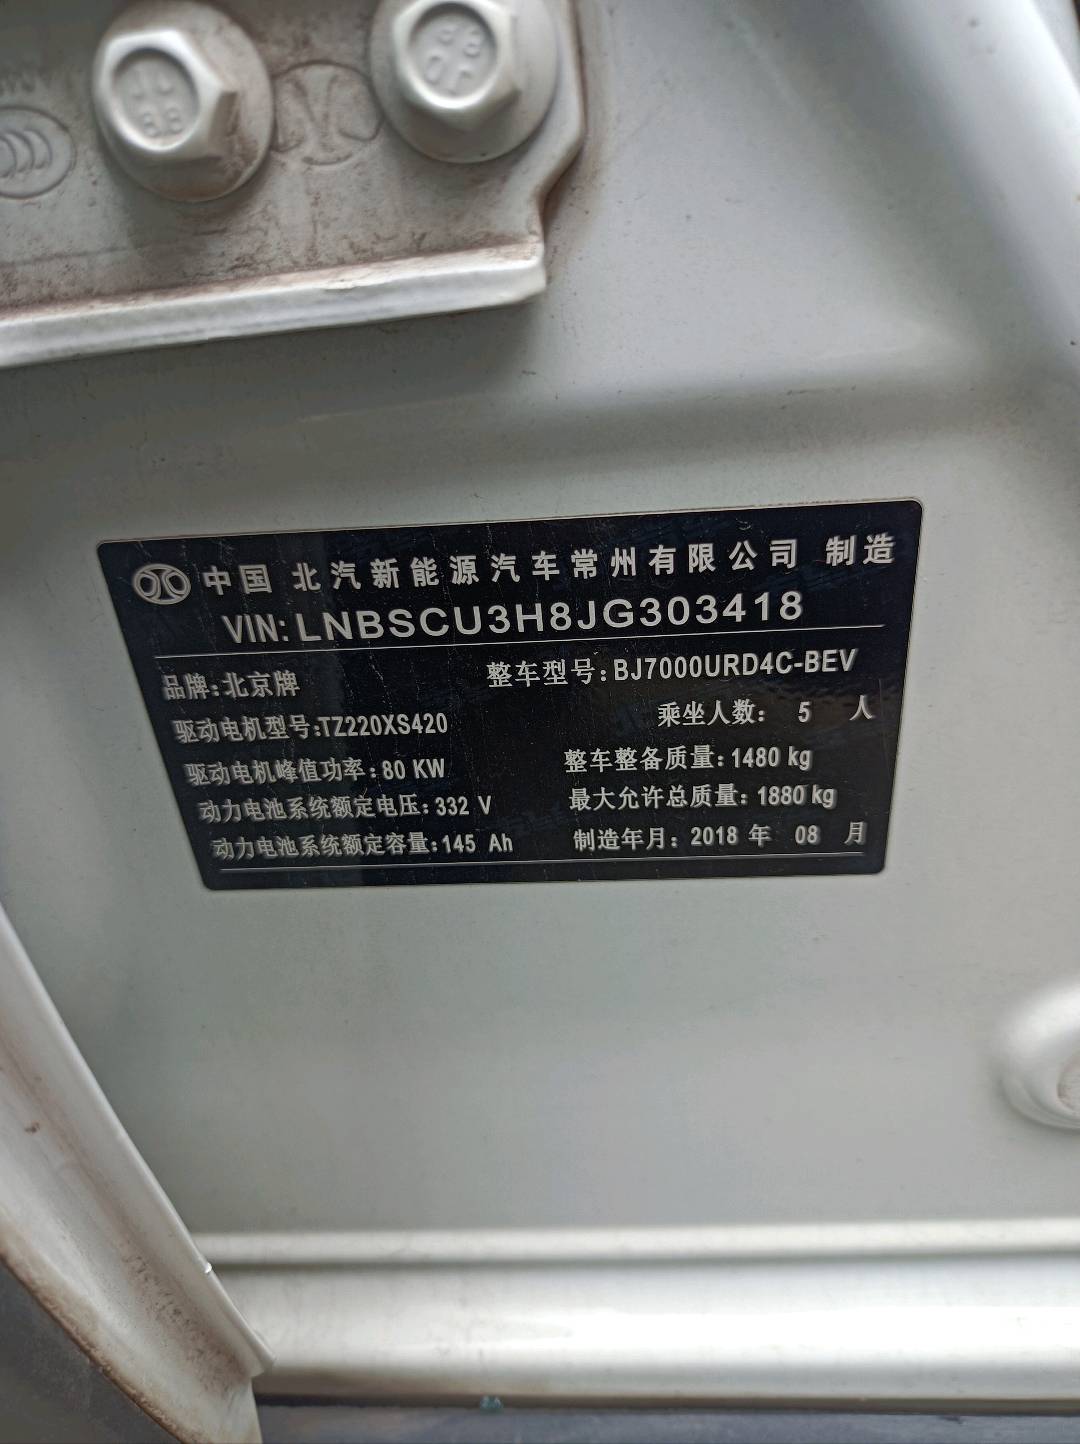 10
8.8
中国 北汽新能源汽车常州有限公司 制造
VIN: LNBSCU3H8JG303418
品牌:北京牌 整车型号:BJ7000URD4C-BEV
驱动电机型号:TZ220XS420 乘坐人数: 5 人
驱动电机峰值功率:80 KW 整车整备质量:1480 kg
动力电池系统额定电压:332 V 最大允许总质量:1880 kg
动力电池系统额定容量:145 Ah 制造年月:2018 年 08 月